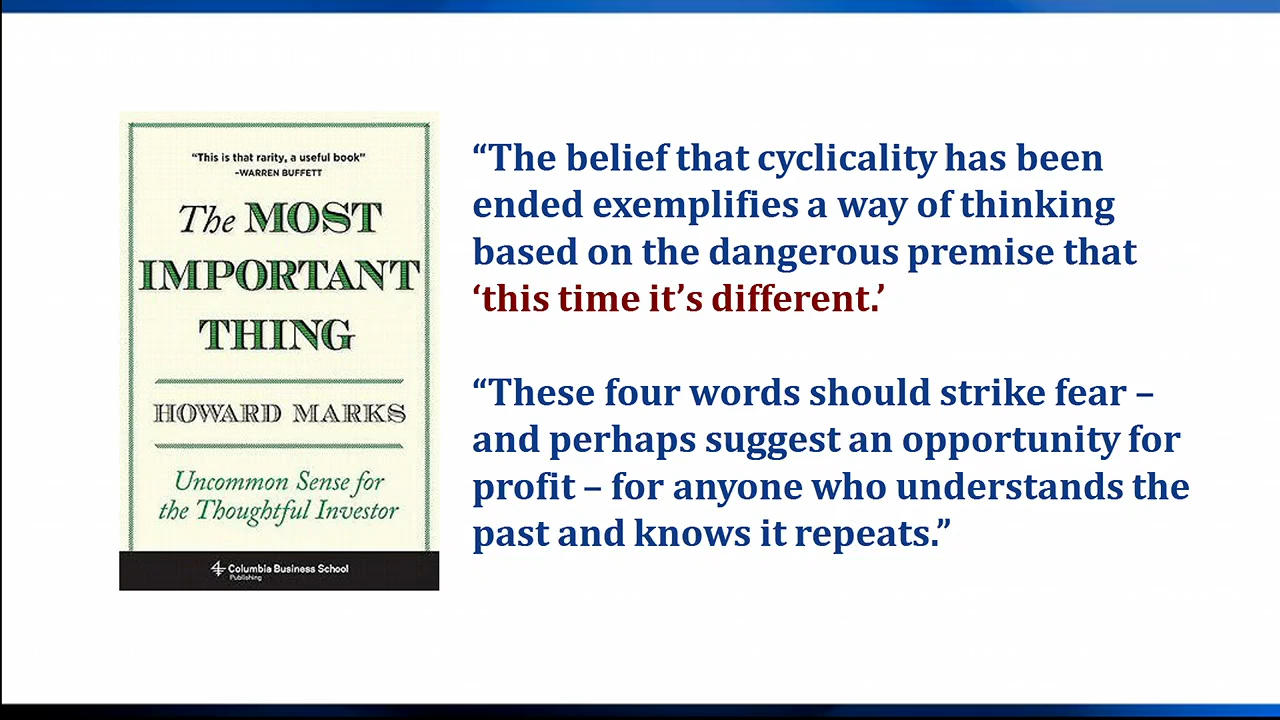 “This is that rarity, a useful book”
-WARREN BUFFETT
The MOST
IMPORTANT
THING
HOWARD MARKS
Uncommon Sense for
the Thoughtful Investor
Columbia Business School
Publishing
“The belief that cyclicality has been
ended exemplifies a way of thinking
based on the dangerous premise that
‘this time it’s different.’
“These four words should strike fear –
and perhaps suggest an opportunity for
profit – for anyone who understands the
past and knows it repeats.”